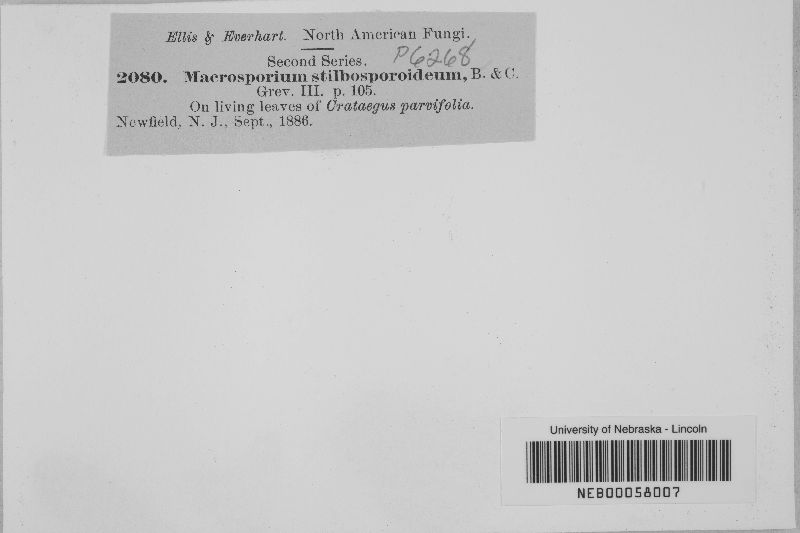 Ellis & Everhart. North American Fungi.
Second Series. P6268
2080. Macrosporium stilbosporoideum, B. & C.
Grev. III. p. 105.
On living leaves of Crataegus parvifolia.
Newfield, N. J., Sept., 1886.
University of Nebraska - Lincoln
NEB00058007